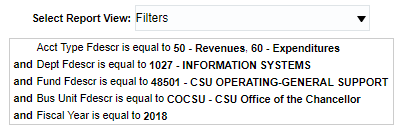 Select Report View: Filters
Acct Type Fdescr is equal to 50 - Revenues, 60 - Expenditures
and Dept Fdescr is equal to 1027 - INFORMATION SYSTEMS
and Fund Fdescr is equal to 48501 - CSU OPERATING-GENERAL SUPPORT
and Bus Unit Fdescr is equal to COCSU - CSU Office of the Chancellor
and Fiscal Year is equal to 2018